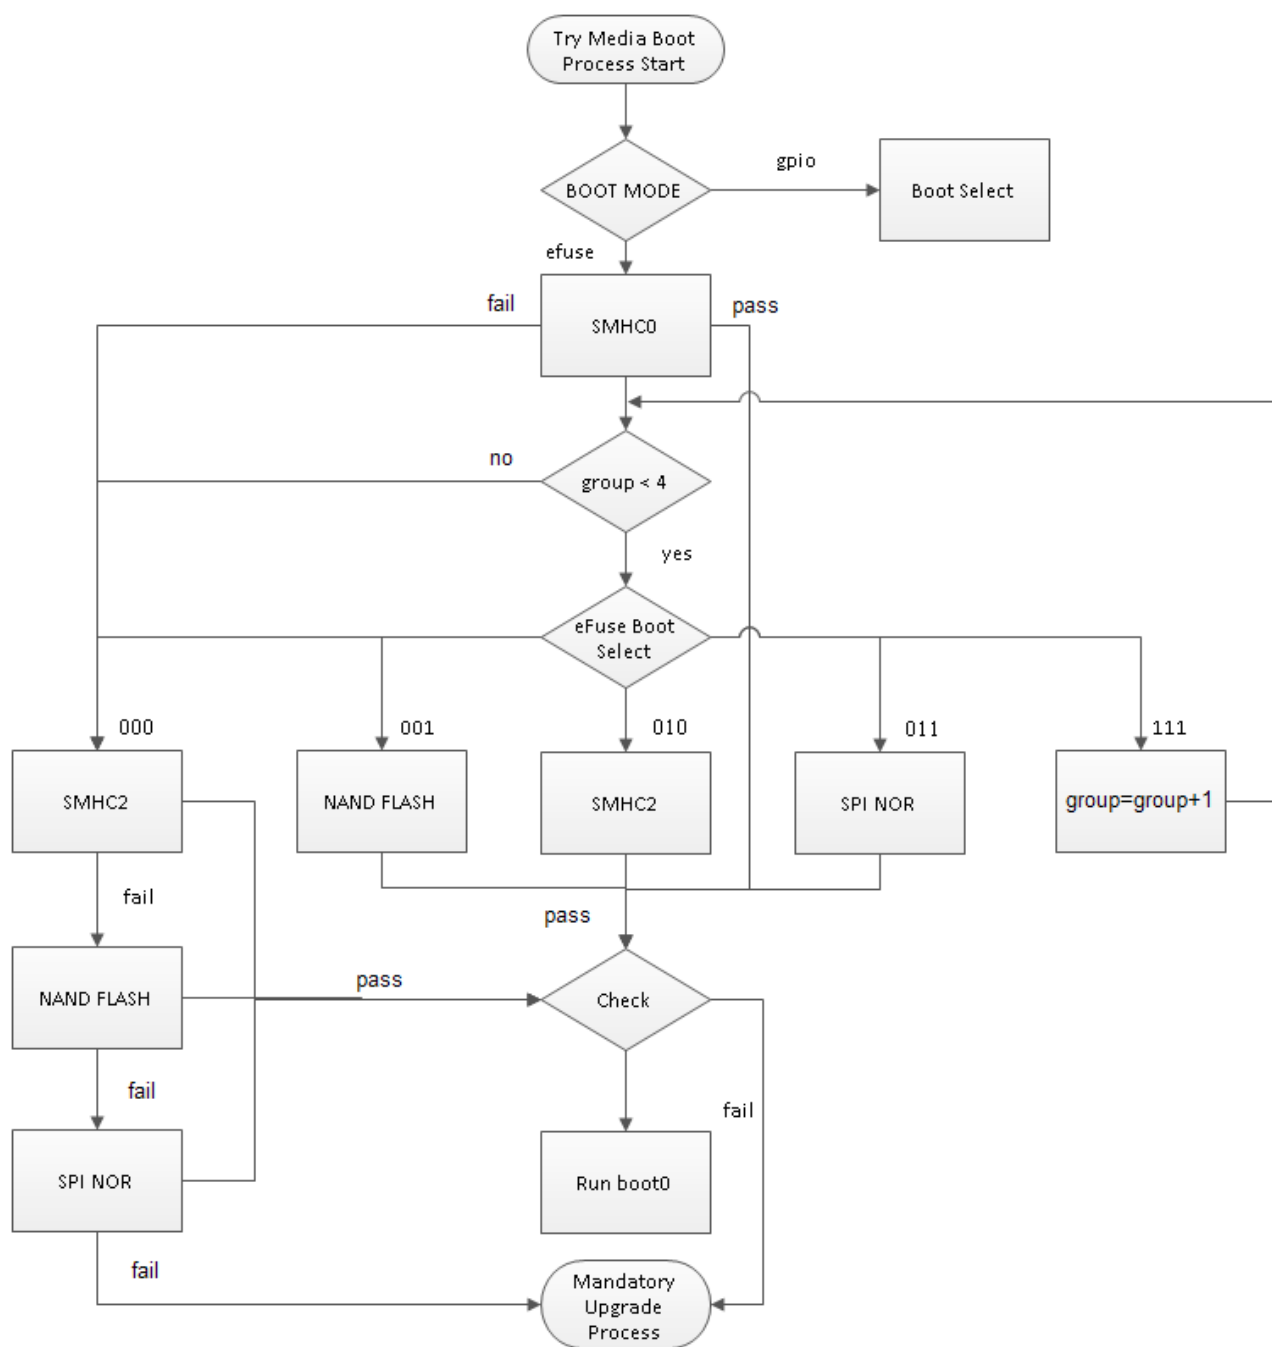 Try Media Boot
Process Start
gpio
BOOT MODE
Boot Select
efuse
fail
pass
SMHC0
no
group < 4
yes
eFuse Boot
Select
000
001
010
011
111
SMHC2
NAND FLASH
SMHC2
SPI NOR
group=group+1
fail
pass
pass
NAND FLASH
Check
fail
fail
SPI NOR
Run boot0
fail
Mandatory
Upgrade
Process